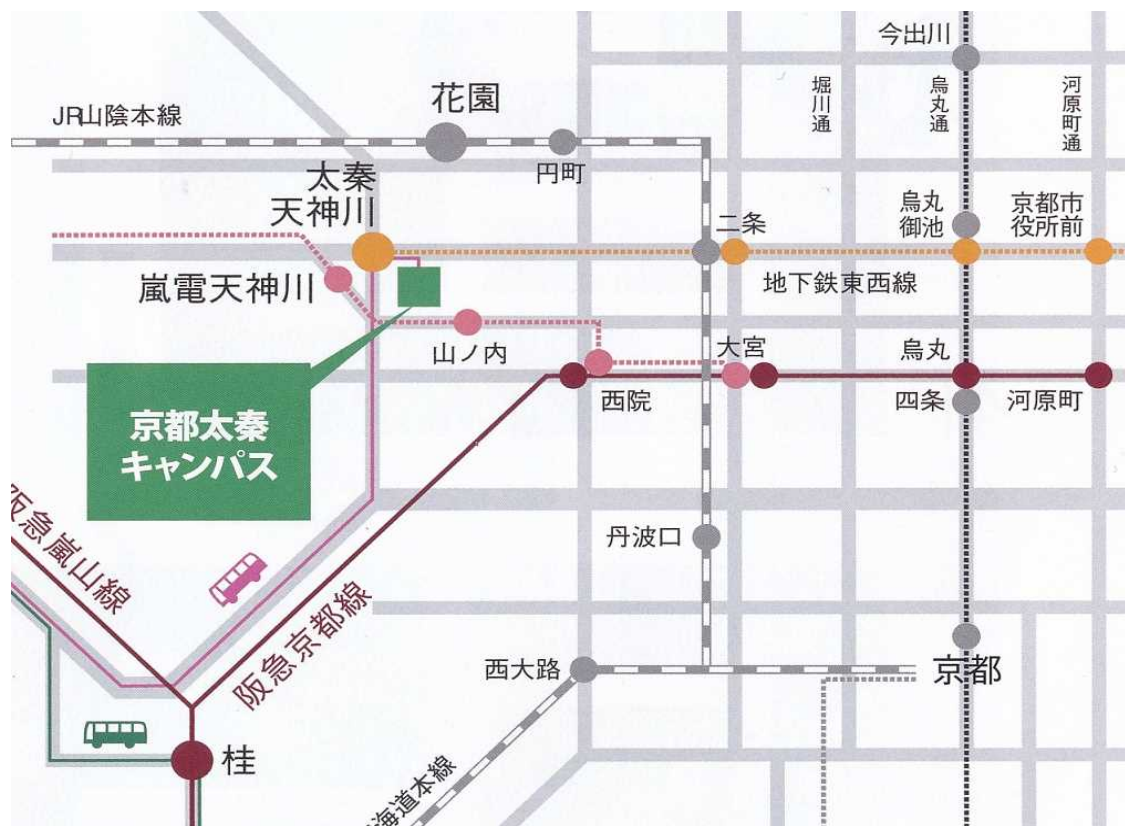 今出川
堀川通
烏丸通
河原町通
JR山陰本線
花園
円町
太秦
天神川
二条
烏丸
御池
京都市
役所前
地下鉄東西線
嵐電天神川
山ノ内
大宮
烏丸
西院
四条
河原町
京都太秦
キャンパス
阪急嵐山線
丹波口
阪急京都線
西大路
京都
桂
海道本線